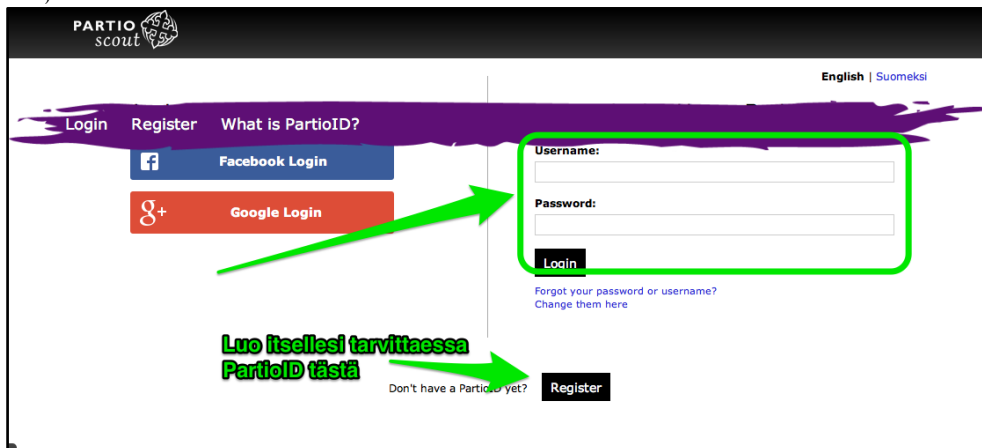 PARTIO
scout
English | Suomeksi
Login Register What is PartioID?
Facebook Login
Google Login
Username:
Password:
Login
Forgot your password or username?
Change them here
Luo itsellesi tarvittaessa
PartioID tästä
Don't have a PartioID yet? Register